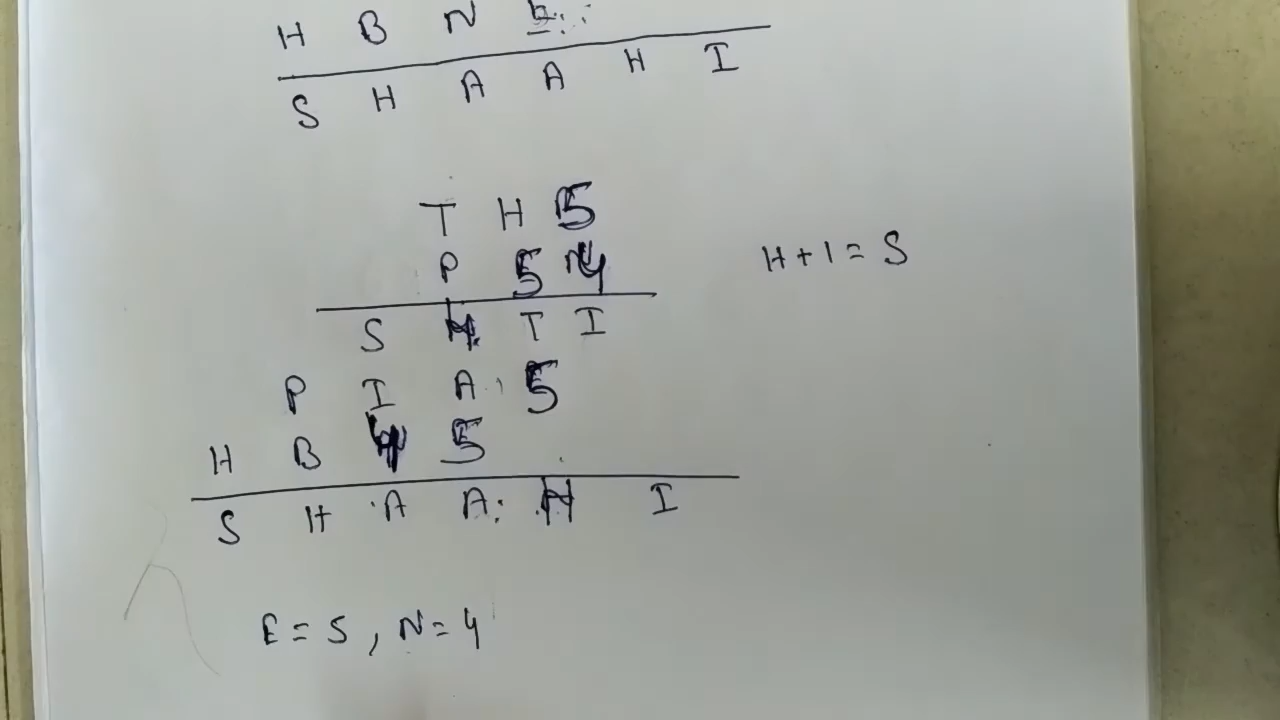 H B N E
S H A A H I
T H 5
P 5 4
H + 1 = S
S H T I
P I A 5
H B 4 5
S H A A H I
E = 5 , N = 4